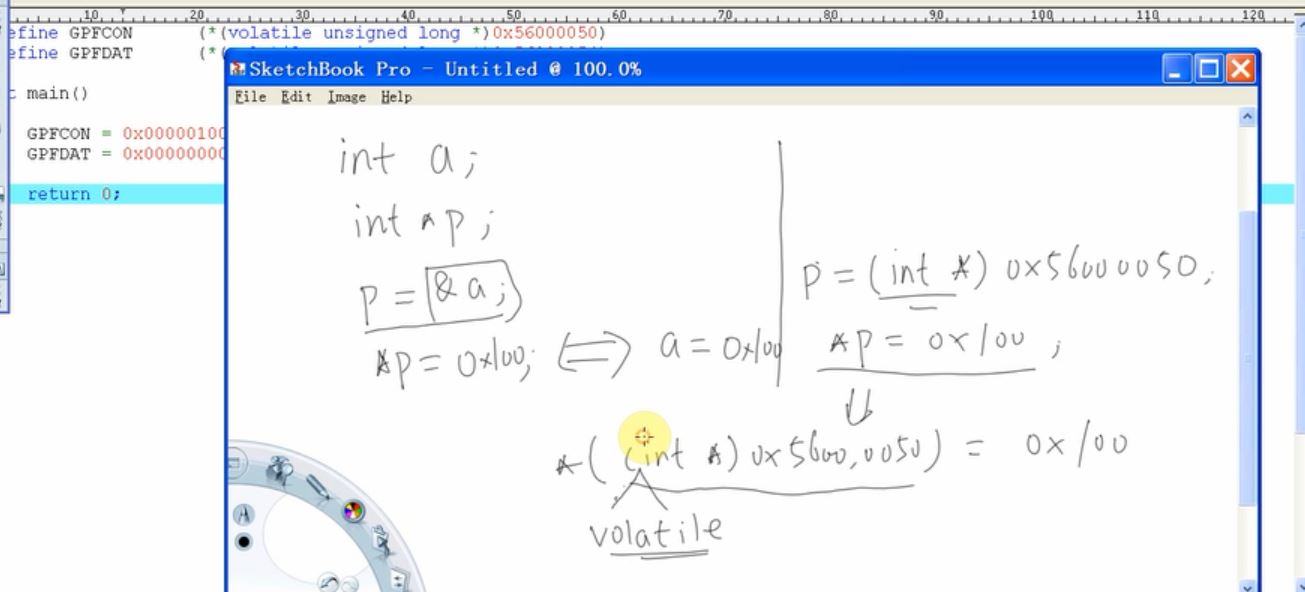 10 20 30 40 50 60 70 80 90 100 110 120
efine GPFCON (*(volatile unsigned long *)0x56000050)
efine GPFDAT (*(
main()
GPFCON = 0x00000100
GPFDAT = 0x00000000
return 0;
SketchBook Pro - Untitled @ 100.0%
File Edit Image Help
int a;
int *p;
p = &a;
*p = 0x100; <=> a = 0x100
p = (int *) 0x56000050;
*p = 0x100;
*( (int *) 0x5600,0050) = 0x100
volatile